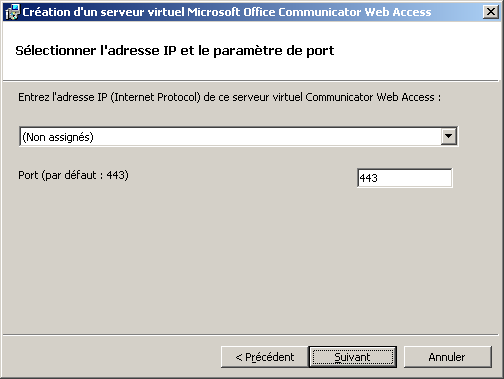 Création d'un serveur virtuel Microsoft Office Communicator Web Access
Sélectionner l'adresse IP et le paramètre de port
Entrez l'adresse IP (Internet Protocol) de ce serveur virtuel Communicator Web Access :
(Non assignés)
Port (par défaut : 443)
443
< Précédent
Suivant
Annuler